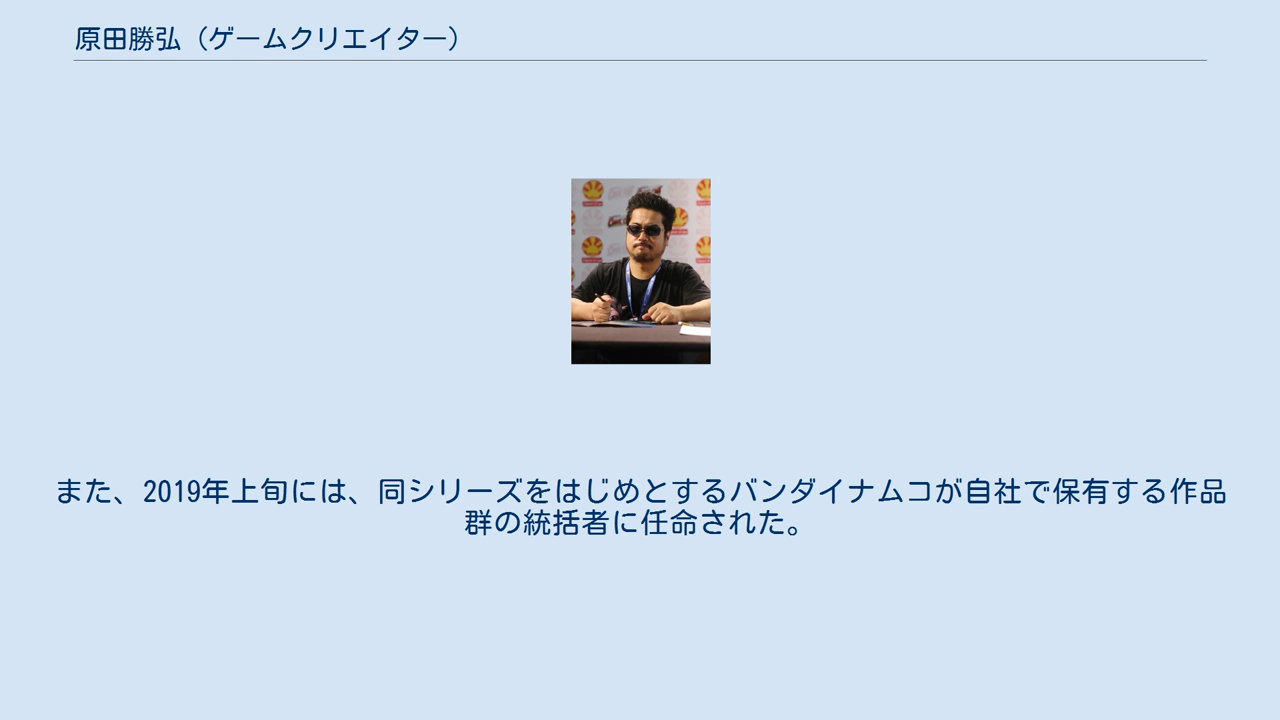 原田勝弘（ゲームクリエイター）
また、2019年上旬には、同シリーズをはじめとするバンダイナムコが自社で保有する作品
群の統括者に任命された。